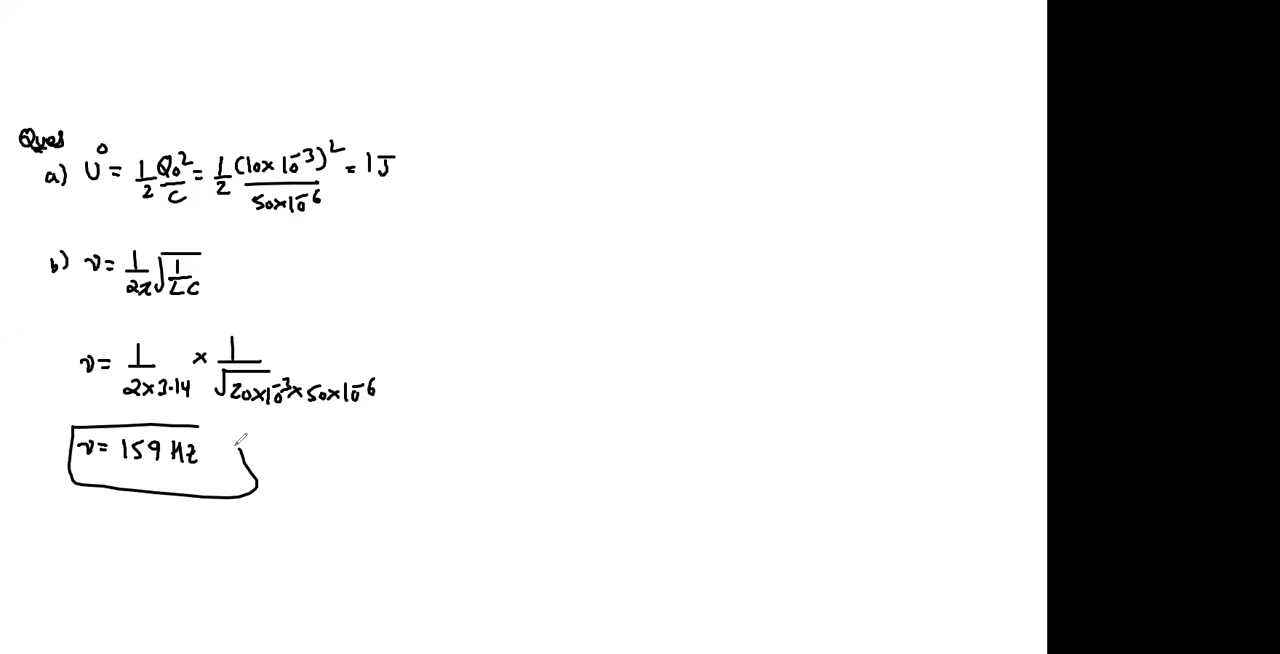 Ques
a) U° = 1/2 Q₀²/C = 1/2 (10×10⁻³)²/50×10⁻⁶ = 1J
b) ν = 1/2π √1/LC
ν = 1/2×3.14 × 1/√20×10⁻³×50×10⁻⁶
ν = 159 Hz